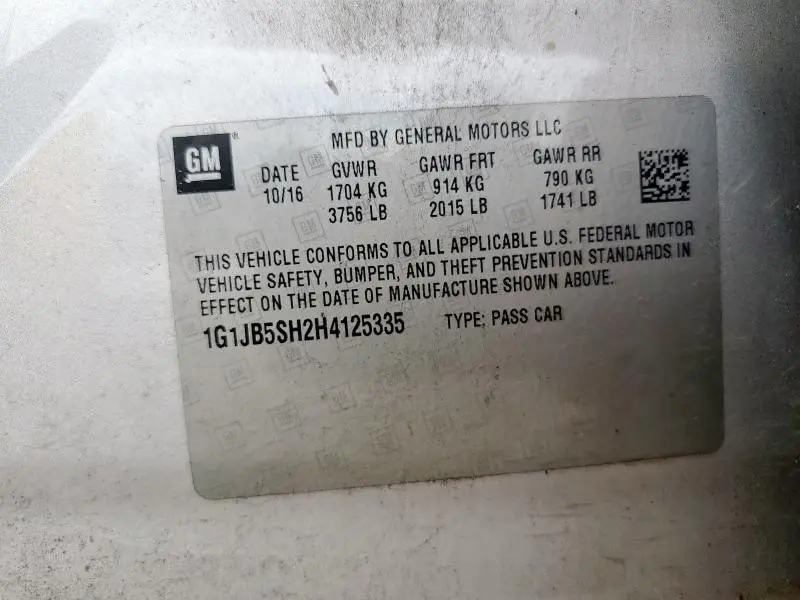 GM
®
MFD BY GENERAL MOTORS LLC
DATE GVWR GAWR FRT GAWR RR
10/16 1704 KG 914 KG 790 KG
3756 LB 2015 LB 1741 LB
THIS VEHICLE CONFORMS TO ALL APPLICABLE U.S. FEDERAL MOTOR
VEHICLE SAFETY, BUMPER, AND THEFT PREVENTION STANDARDS IN
EFFECT ON THE DATE OF MANUFACTURE SHOWN ABOVE.
1G1JB5SH2H4125335 TYPE: PASS CAR